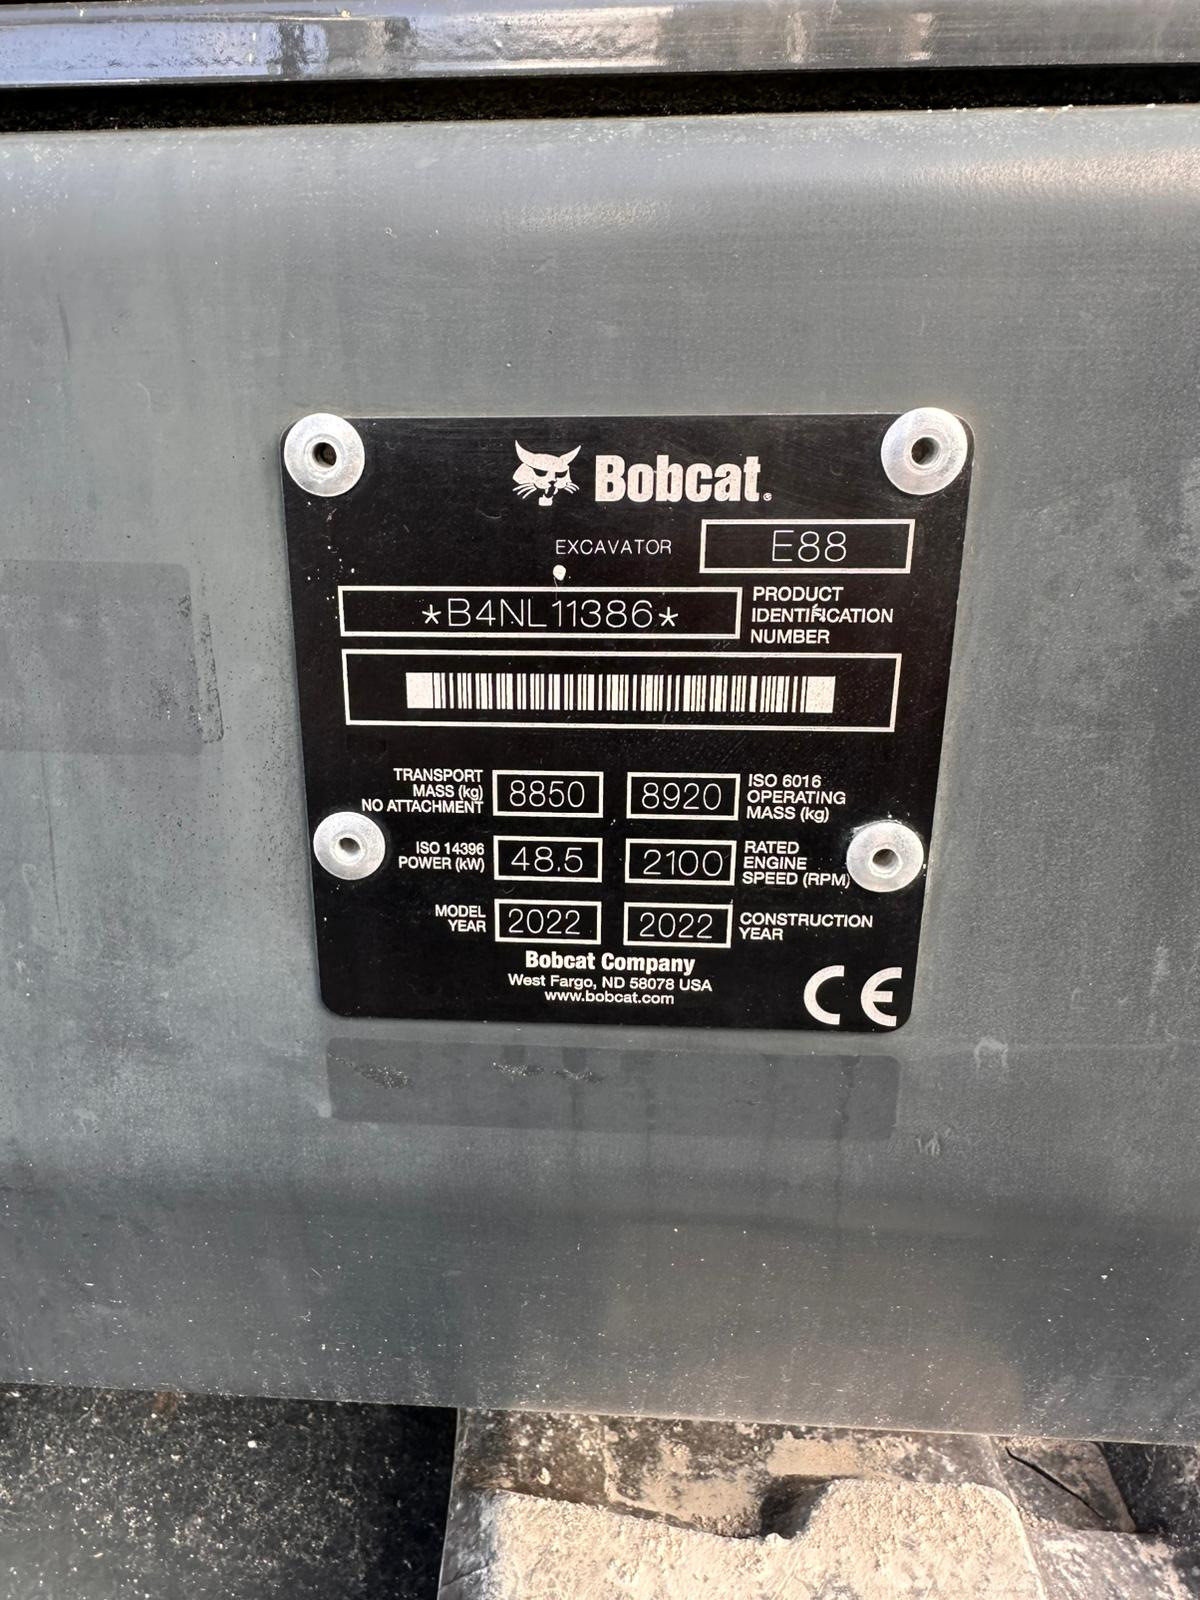 Bobcat®
EXCAVATOR E88
*B4NL11386* PRODUCT IDENTIFICATION NUMBER
TRANSPORT MASS (kg) NO ATTACHMENT 8850
8920 ISO 6016 OPERATING MASS (kg)
ISO 14396 POWER (kW) 48.5
2100 RATED ENGINE SPEED (RPM)
MODEL YEAR 2022
2022 CONSTRUCTION YEAR
Bobcat Company
West Fargo, ND 58078 USA
www.bobcat.com
CE